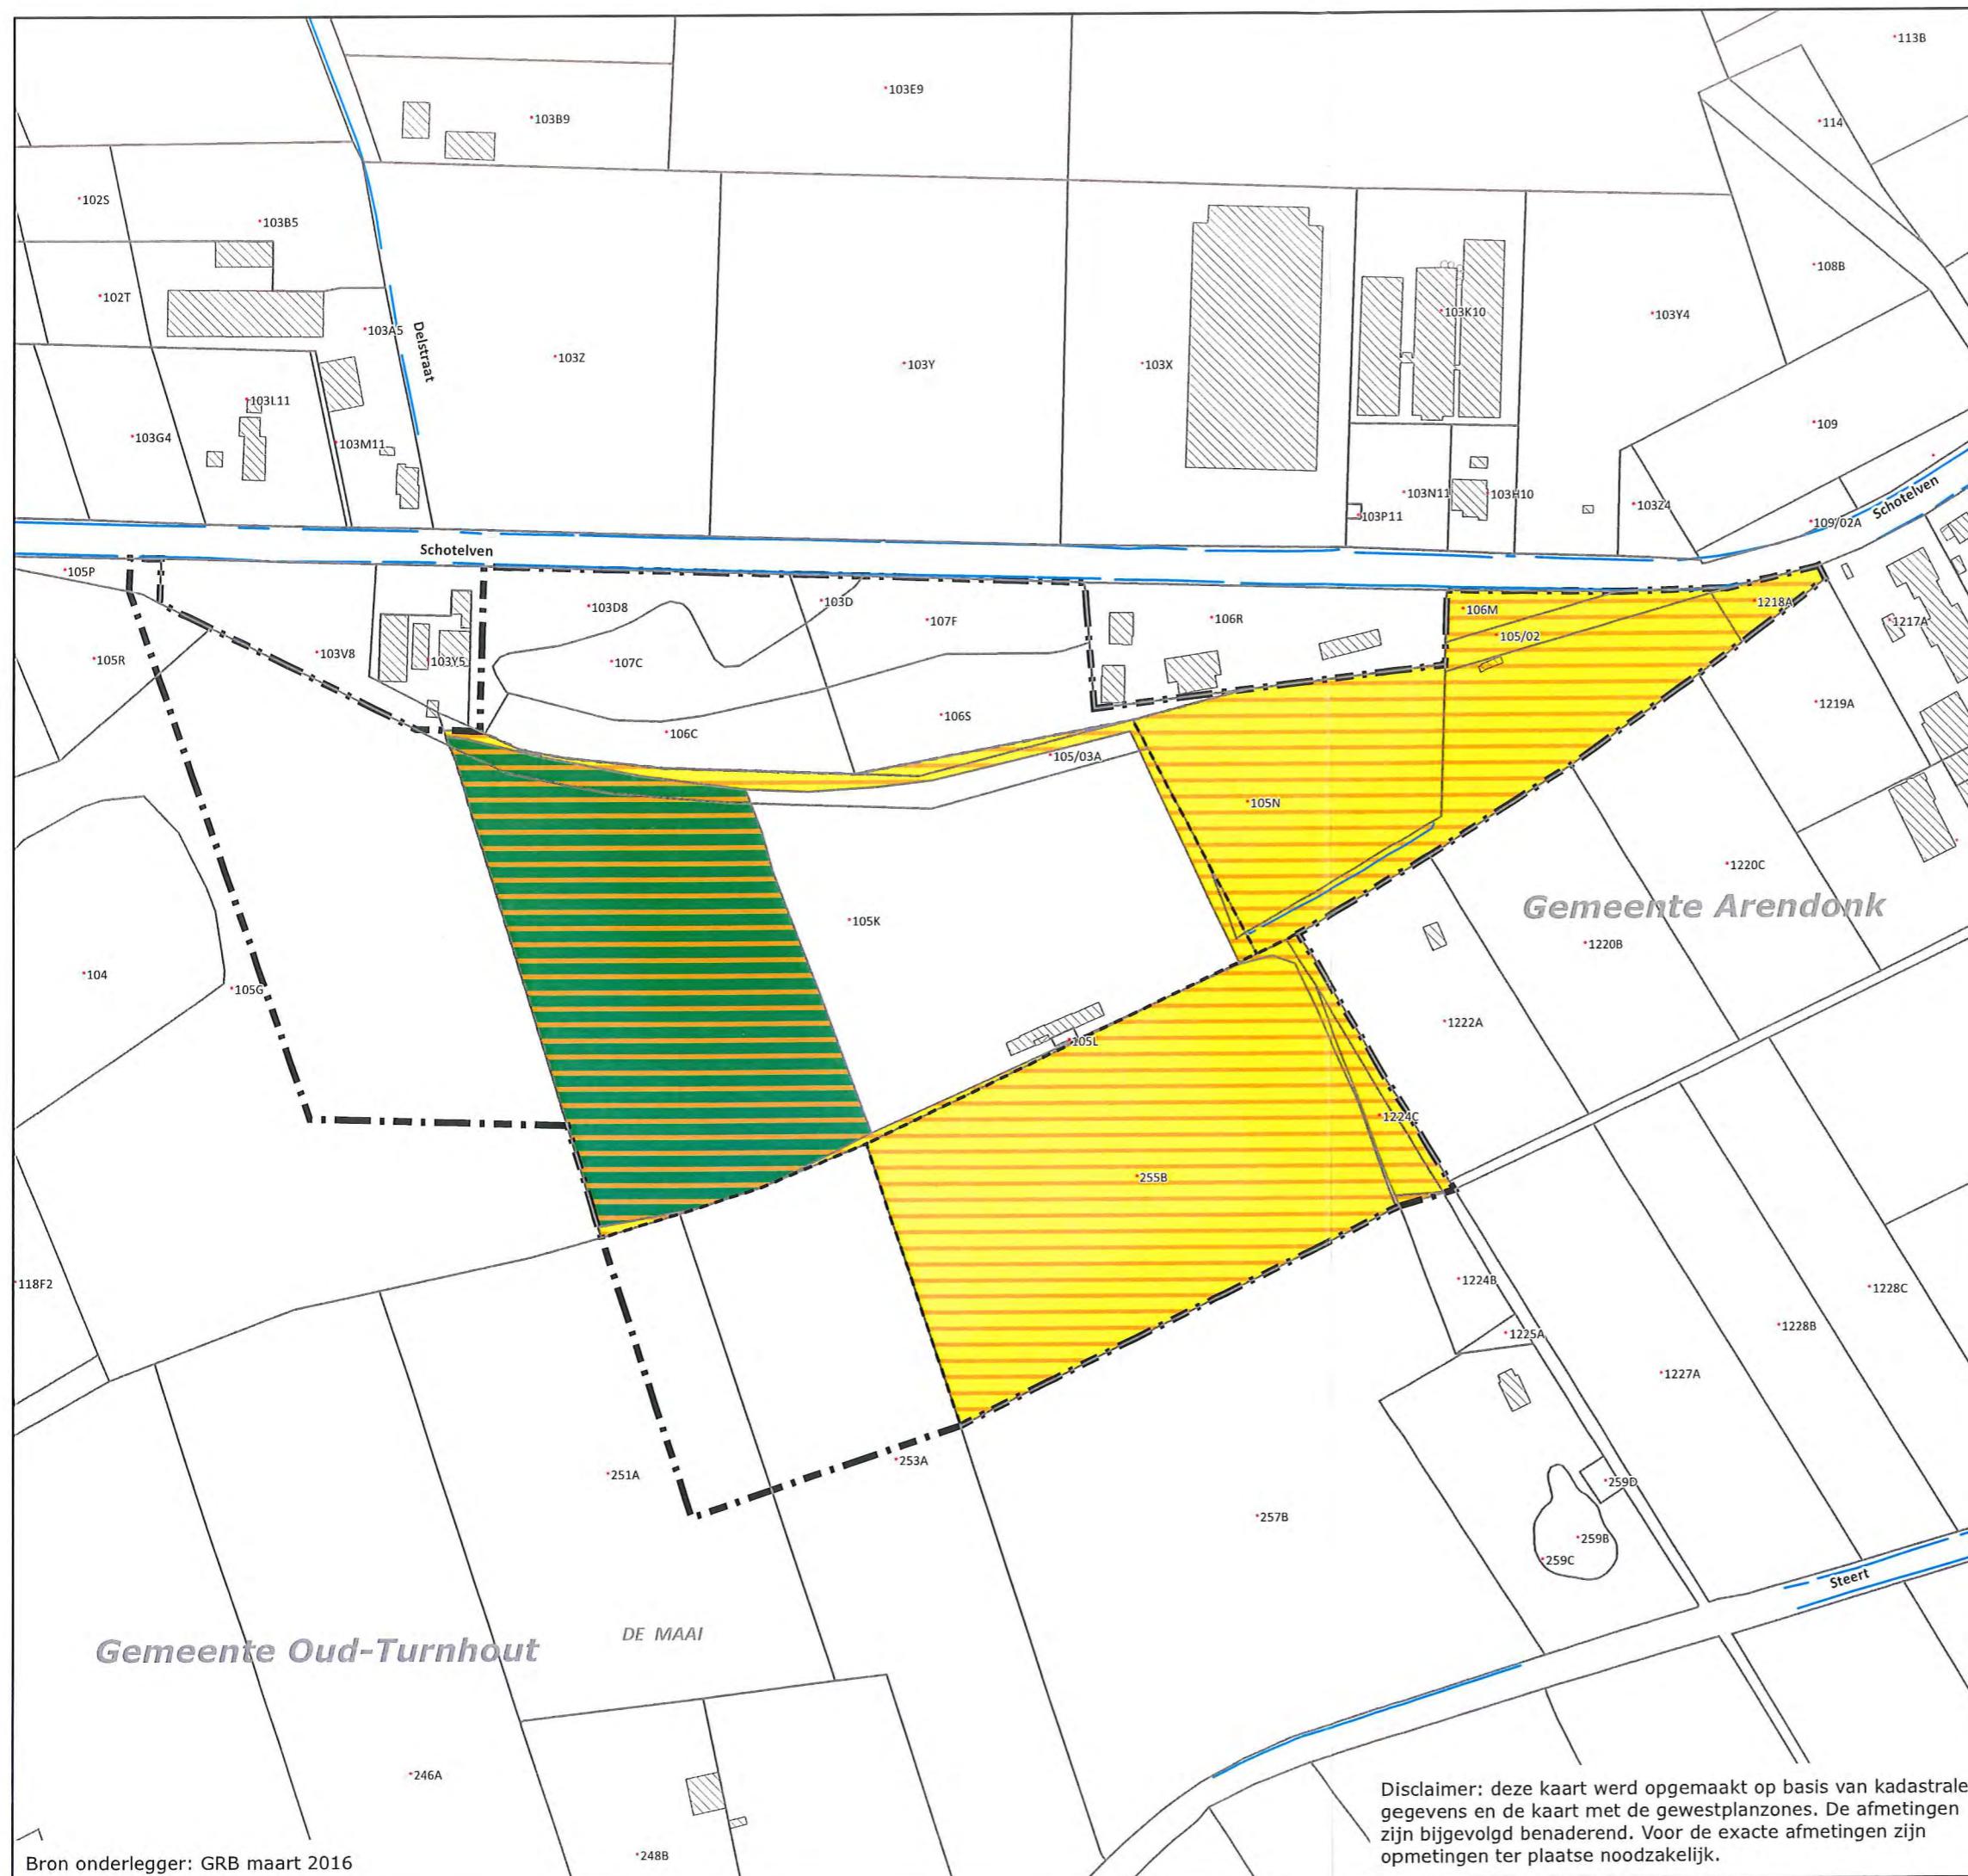 113B
103E9
103B9
114
102S
103B5
108B
102T
103K10
103Y4
103A5
Delstraat
103Z
103Y
103X
103L11
109
103G4
103M11
103N11
103H10
103Z4
Schotelven
103P11
109/02A
Schotelven
105P
103D8
103D
106M
1218A
107F
106R
1217A
105/02
103V8
105R
103Y5
107C
1219A
106S
106C
105/03A
105N
1220C
Gemeente Arendonk
105K
1220B
104
105G
1222A
105L
1224C
255B
118F2
1224B
1228C
1228B
1225A
1227A
253A
251A
259D
257B
259B
259C
Steert
DE MAAI
Gemeente Oud-Turnhout
246A
248B
Disclaimer: deze kaart werd opgemaakt op basis van kadastrale
gegevens en de kaart met de gewestplanzones. De afmetingen
zijn bijgevolgd benaderend. Voor de exacte afmetingen zijn
opmetingen ter plaatse noodzakelijk.
Bron onderlegger: GRB maart 2016